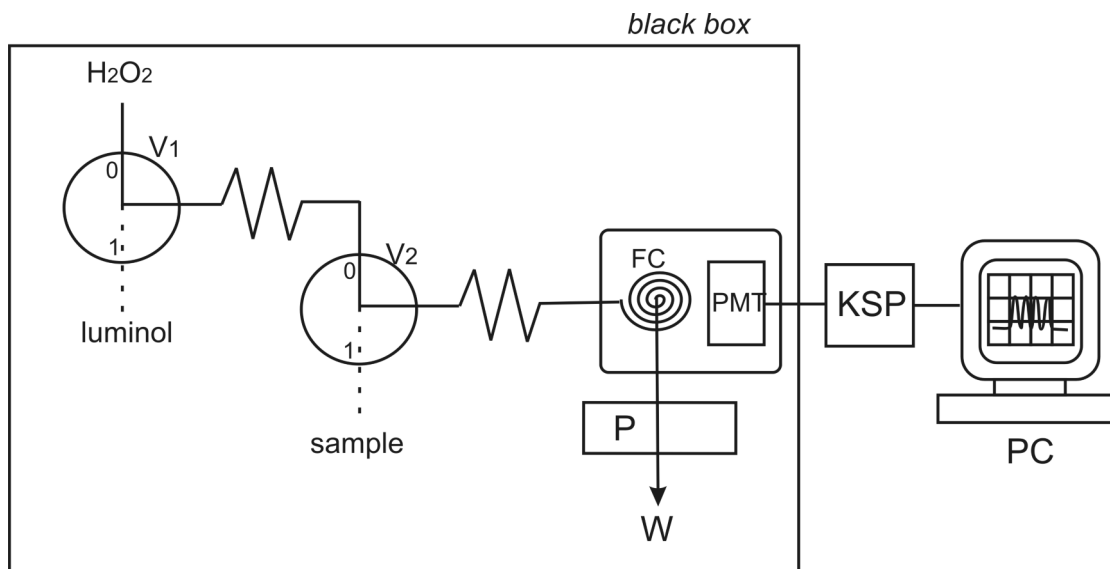 black box
H2O2
V1
0
1
luminol
V2
0
1
sample
FC
PMT
KSP
P
W
PC